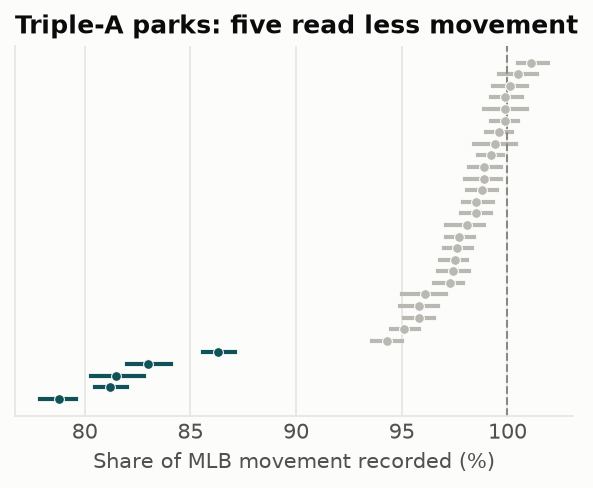 Triple-A parks: five read less movement
80 85 90 95 100
Share of MLB movement recorded (%)